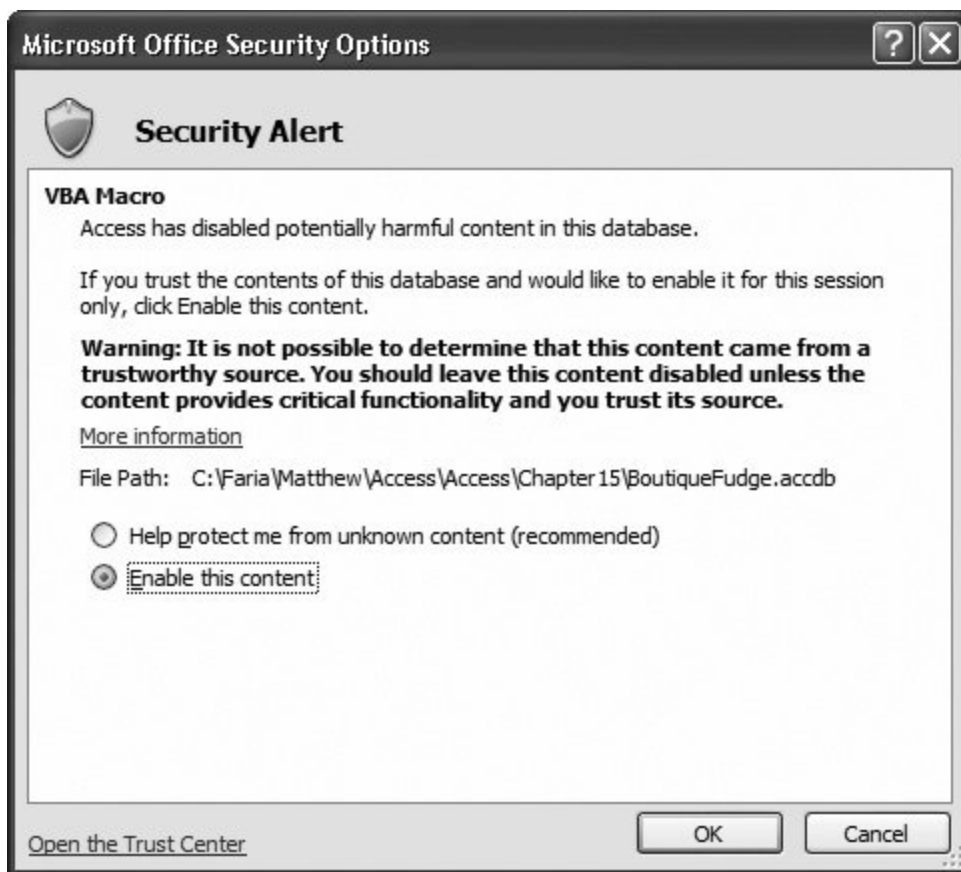 Microsoft Office Security Options
Security Alert
VBA Macro
Access has disabled potentially harmful content in this database.
If you trust the contents of this database and would like to enable it for this session
only, click Enable this content.
Warning: It is not possible to determine that this content came from a
trustworthy source. You should leave this content disabled unless the
content provides critical functionality and you trust its source.
More information
File Path: C:\Faria\Matthew\Access\Access\Chapter15\BoutiqueFudge.accdb
Help protect me from unknown content (recommended)
Enable this content
Open the Trust Center
OK
Cancel